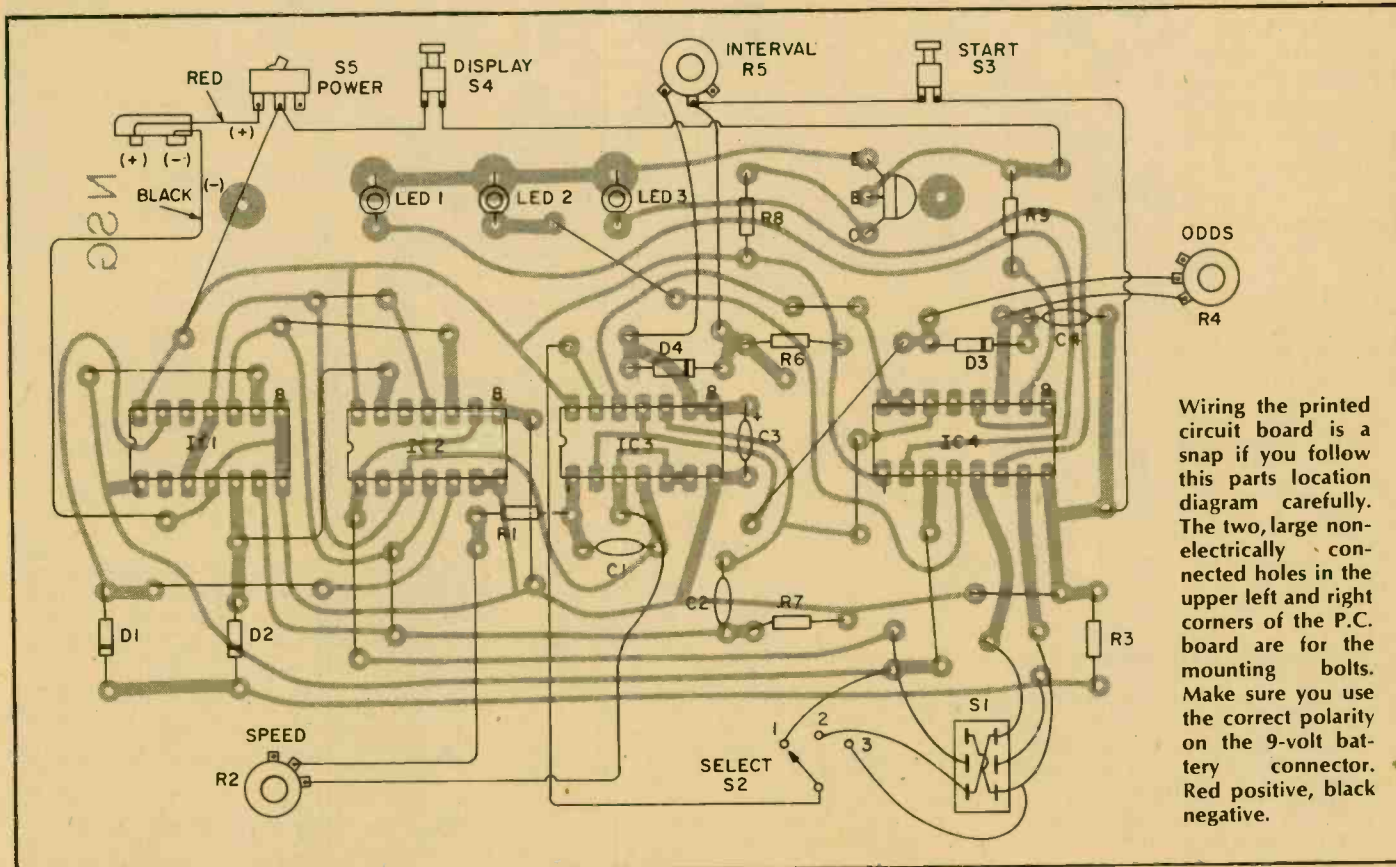 S5
POWER
RED
(+)
DISPLAY
S4
INTERVAL
R5
START
S3
(+) (-)
BLACK
(-)
LED 1
LED 2
LED 3
R8
E
B
C
R9
ODDS
R4
D4
R6
D3
C4
8
IC1
8
IC2
8
IC3
+
C3
9
IC4
1
R1
C1
C2
R7
D1
D2
R3
SPEED
R2
1
2
3
SELECT
S2
S1
Wiring the printed
circuit board is a
snap if you follow
this parts location
diagram carefully.
The two, large non-
electrically con-
nected holes in the
upper left and right
corners of the P.C.
board are for the
mounting bolts.
Make sure you use
the correct polarity
on the 9-volt bat-
tery connector.
Red positive, black
negative.